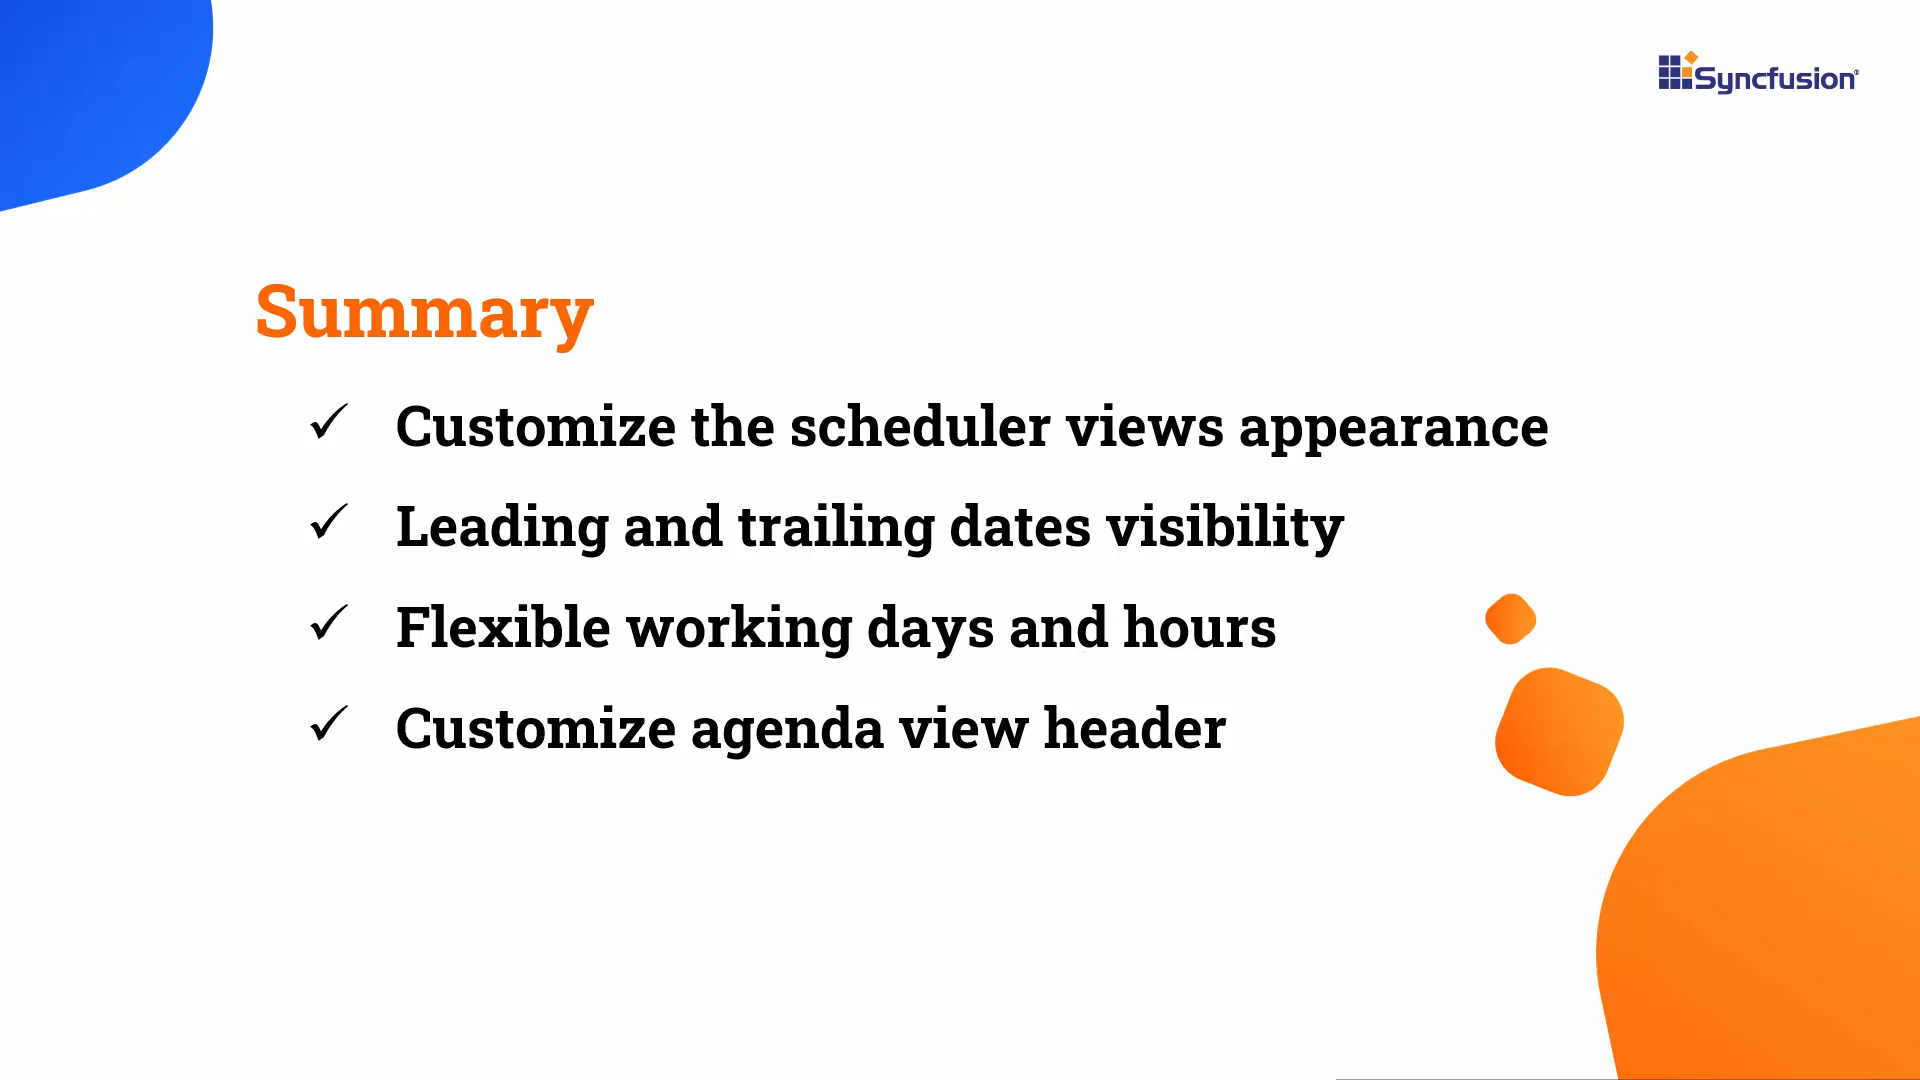 Syncfusion®
Summary
✓ Customize the scheduler views appearance
✓ Leading and trailing dates visibility
✓ Flexible working days and hours
✓ Customize agenda view header